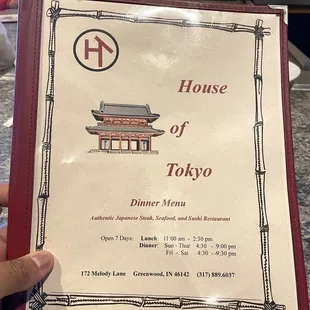 House
of
Tokyo
Dinner Menu
Authentic Japanese Steak, Seafood, and Sushi Restaurant
Open 7 Days: Lunch: 11:00 am - 2:30 pm
Dinner: Sun - Thur 4:30 - 9:00 pm
Fri - Sat 4:30 - 9:30 pm
172 Melody Lane Greenwood, IN 46142 (317) 889.6037